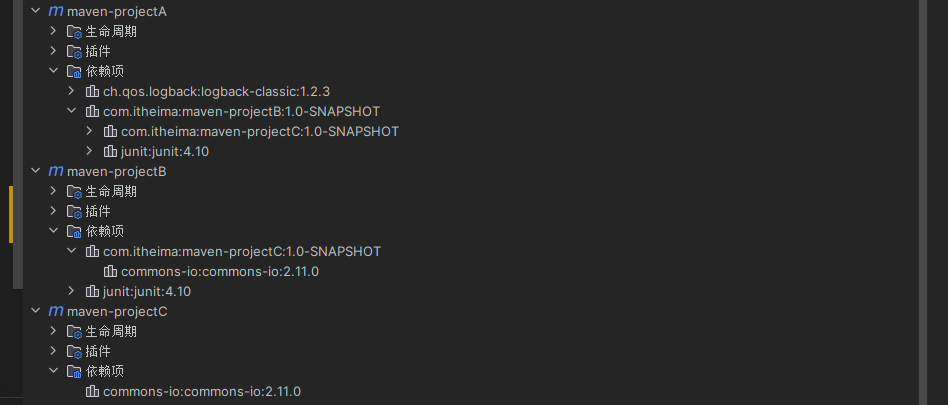 m maven-projectA
生命周期
插件
依赖项
ch.qos.logback:logback-classic:1.2.3
com.itheima:maven-projectB:1.0-SNAPSHOT
com.itheima:maven-projectC:1.0-SNAPSHOT
junit:junit:4.10
m maven-projectB
生命周期
插件
依赖项
com.itheima:maven-projectC:1.0-SNAPSHOT
commons-io:commons-io:2.11.0
junit:junit:4.10
m maven-projectC
生命周期
插件
依赖项
commons-io:commons-io:2.11.0